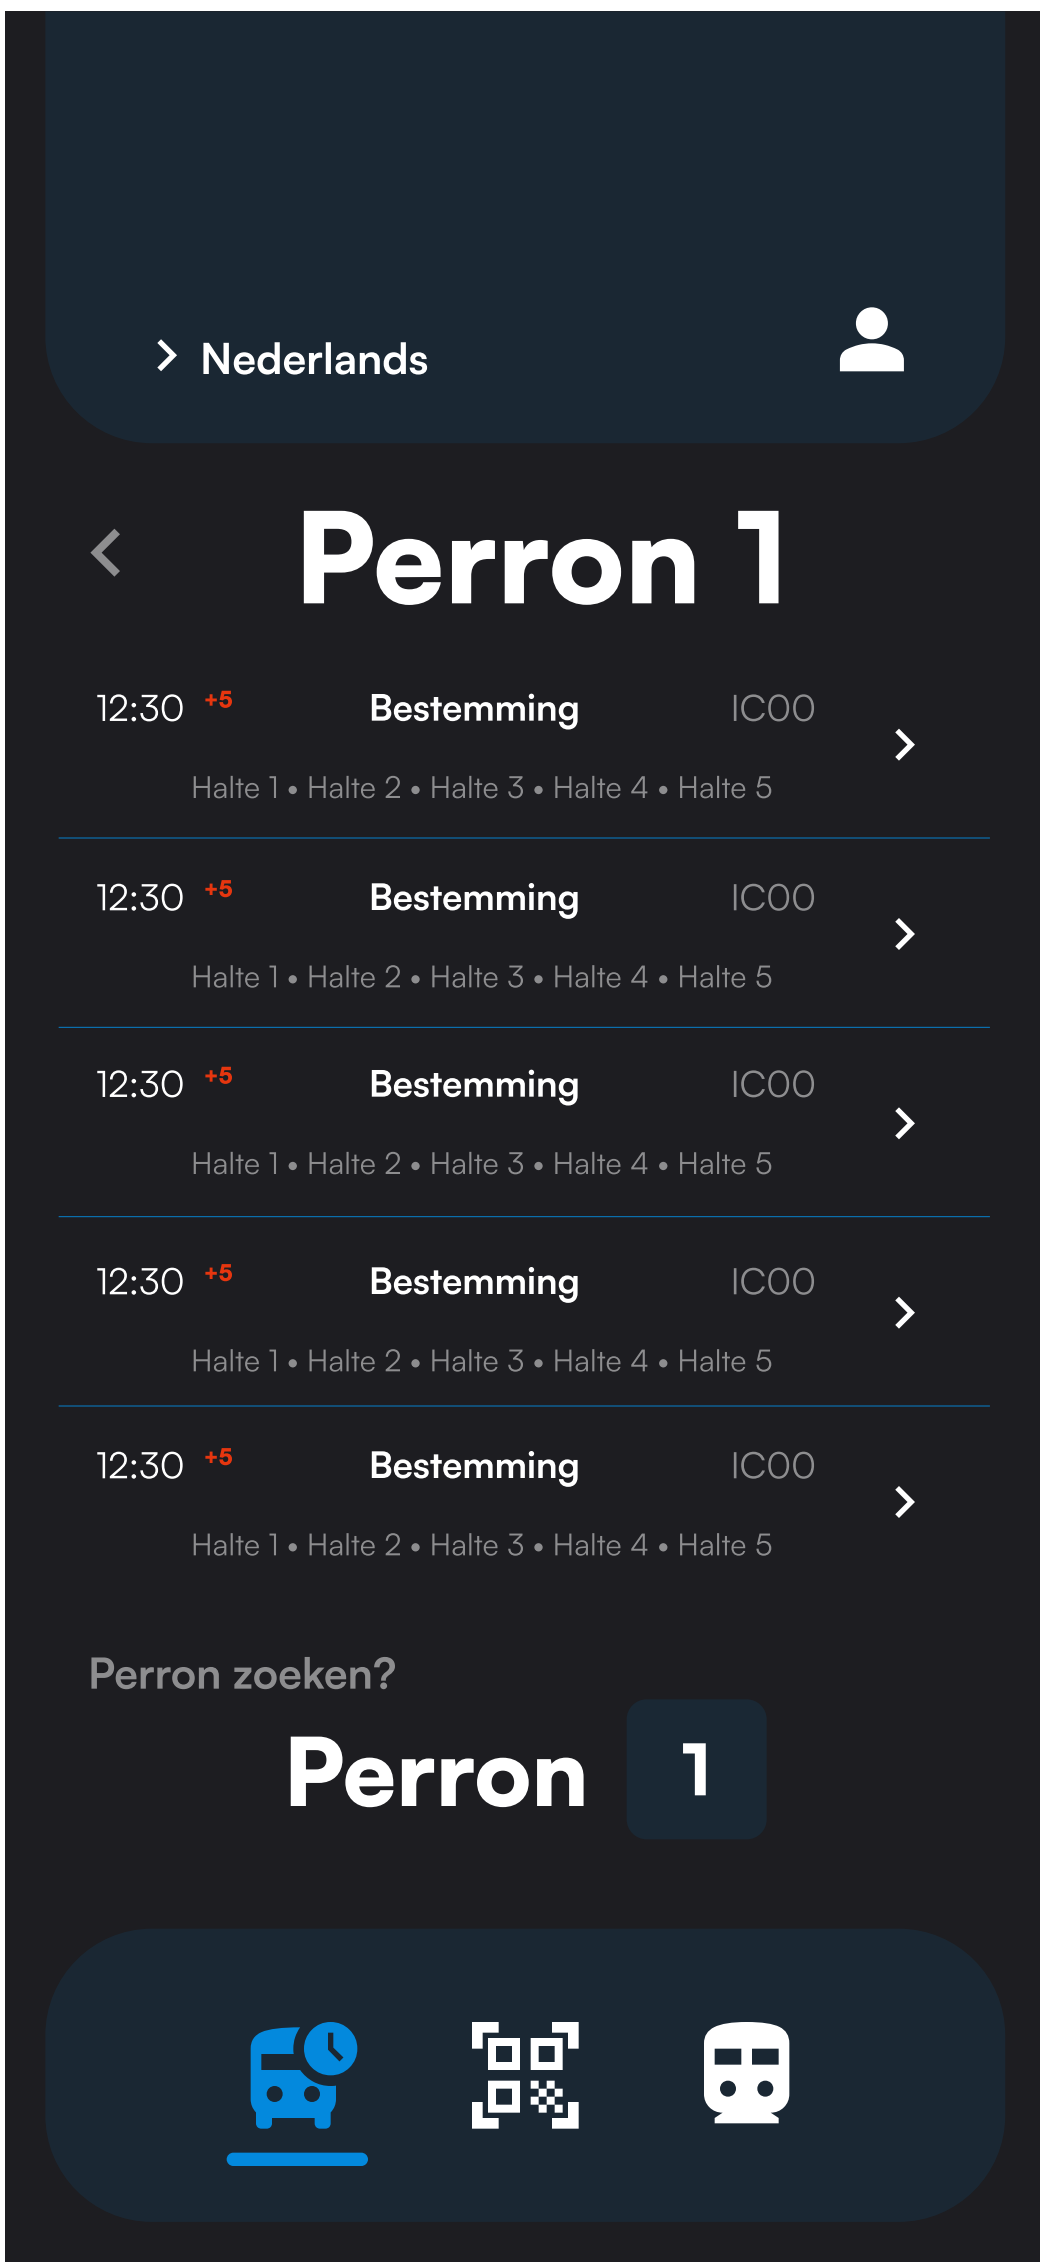 Nederlands
Perron 1
12:30 +5 Bestemming IC00
Halte 1 • Halte 2 • Halte 3 • Halte 4 • Halte 5
12:30 +5 Bestemming IC00
Halte 1 • Halte 2 • Halte 3 • Halte 4 • Halte 5
12:30 +5 Bestemming IC00
Halte 1 • Halte 2 • Halte 3 • Halte 4 • Halte 5
12:30 +5 Bestemming IC00
Halte 1 • Halte 2 • Halte 3 • Halte 4 • Halte 5
12:30 +5 Bestemming IC00
Halte 1 • Halte 2 • Halte 3 • Halte 4 • Halte 5
Perron zoeken?
Perron 1